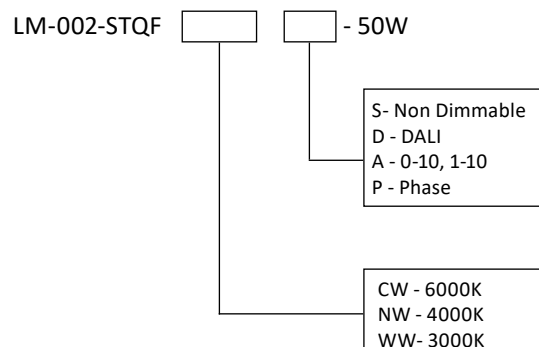 LM-002-STQF - 50W
S- Non Dimmable
D - DALI
A - 0-10, 1-10
P - Phase
CW - 6000K
NW - 4000K
WW- 3000K